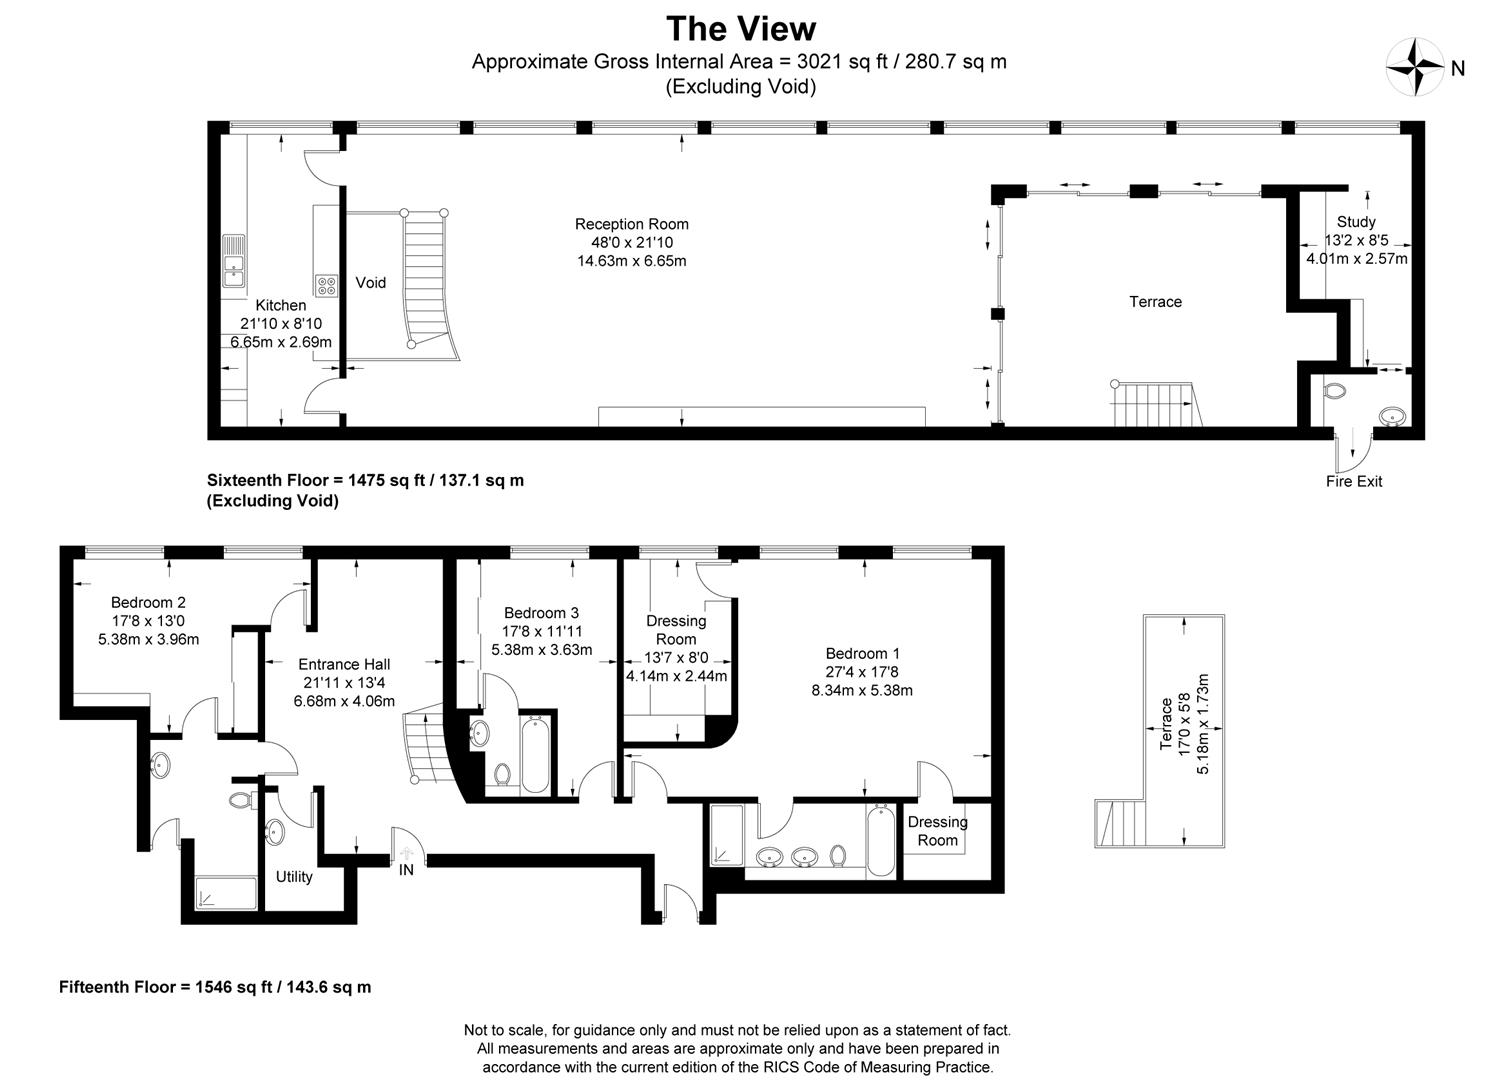 The View
Approximate Gross Internal Area = 3021 sq ft / 280.7 sq m
(Excluding Void)
N
Reception Room
48'0 x 21'10
14.63m x 6.65m
Study
13'2 x 8'5
4.01m x 2.57m
Void
Kitchen
21'10 x 8'10
6.65m x 2.69m
Terrace
Fire Exit
Sixteenth Floor = 1475 sq ft / 137.1 sq m
(Excluding Void)
Bedroom 2
17'8 x 13'0
5.38m x 3.96m
Entrance Hall
21'11 x 13'4
6.68m x 4.06m
Bedroom 3
17'8 x 11'11
5.38m x 3.63m
Dressing
Room
13'7 x 8'0
4.14m x 2.44m
Bedroom 1
27'4 x 17'8
8.34m x 5.38m
Terrace
17'0 x 5'8
5.18m x 1.73m
Dressing
Room
IN
Utility
Fifteenth Floor = 1546 sq ft / 143.6 sq m
Not to scale, for guidance only and must not be relied upon as a statement of fact.
All measurements and areas are approximate only and have been prepared in
accordance with the current edition of the RICS Code of Measuring Practice.